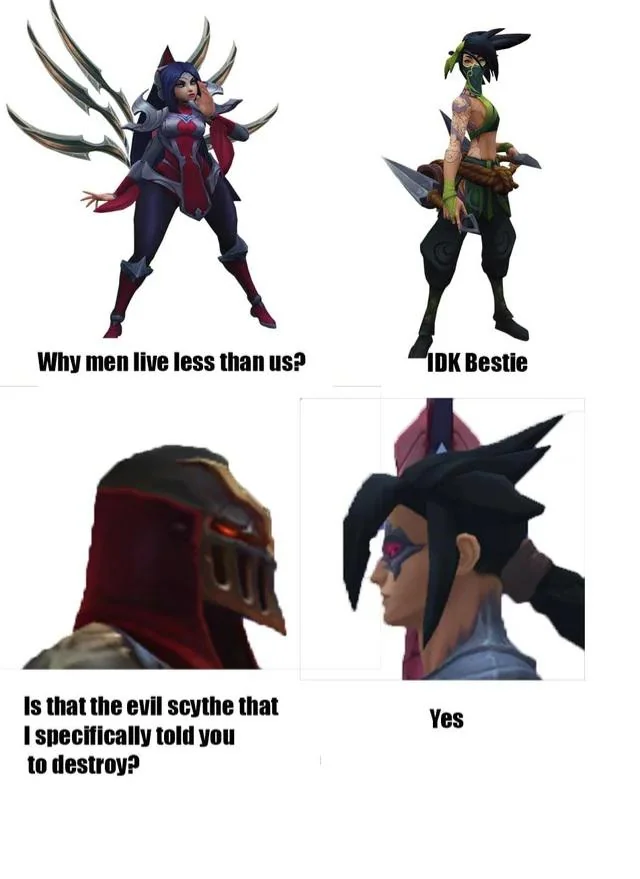 Why men live less than us?
IDK Bestie
Is that the evil scythe that
I specifically told you
to destroy?
Yes